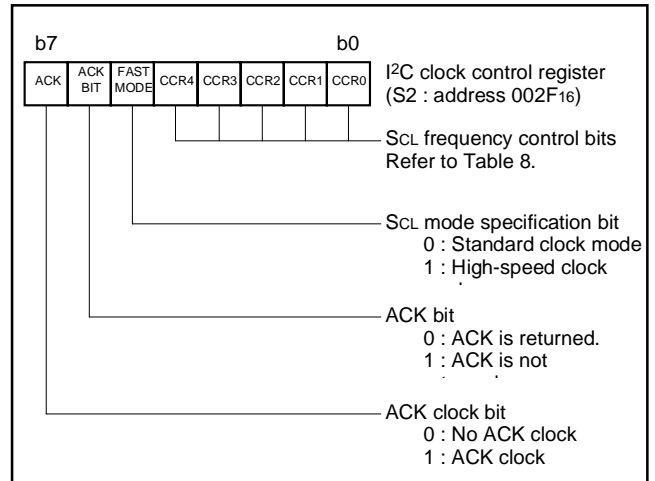 b7 b0
ACK ACK BIT FAST MODE CCR4 CCR3 CCR2 CCR1 CCR0
I2C clock control register
(S2 : address 002F16)
SCL frequency control bits
Refer to Table 8.
SCL mode specification bit
0 : Standard clock mode
1 : High-speed clock
ACK bit
0 : ACK is returned.
1 : ACK is not
ACK clock bit
0 : No ACK clock
1 : ACK clock